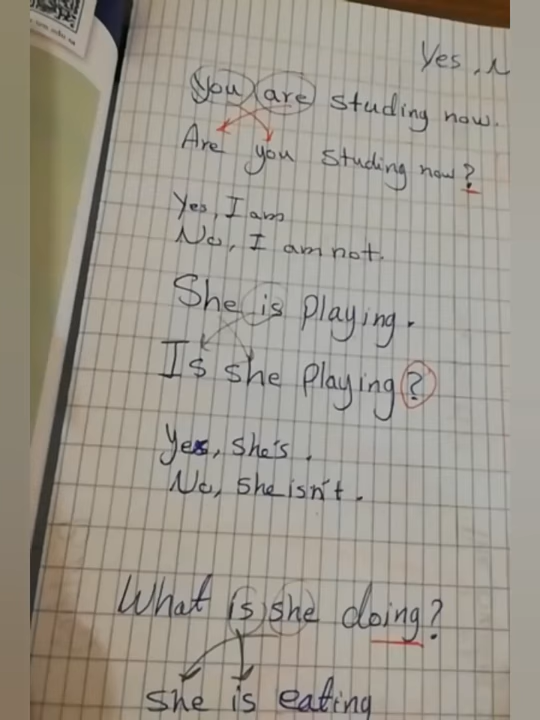 Yes,
You are studing now.
Are you studing now?
Yes, I am
No, I am not.
She is Playing.
Is she Playing?
Yes, she's.
No, she isn't.
What is she doing?
she is eating